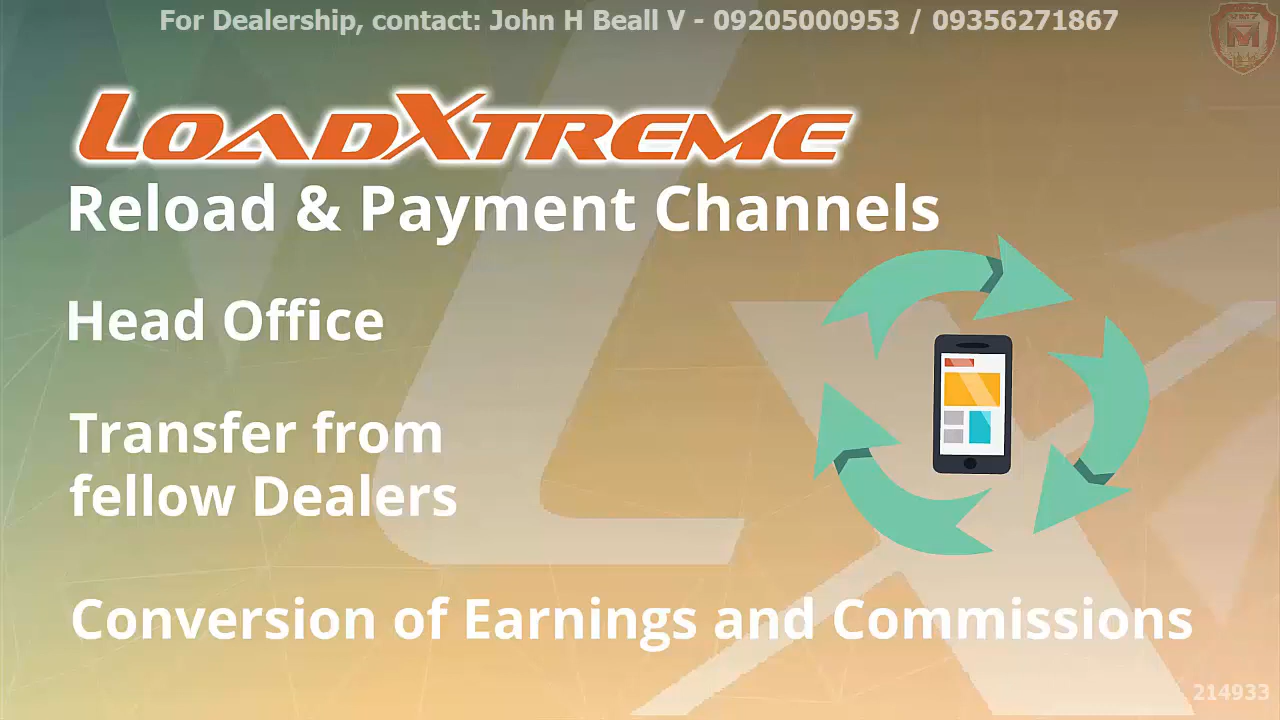 For Dealership, contact: John H Beall V - 09205000953 / 09356271867
LOADXTREME
Reload & Payment Channels
Head Office
Transfer from
fellow Dealers
Conversion of Earnings and Commissions
214933